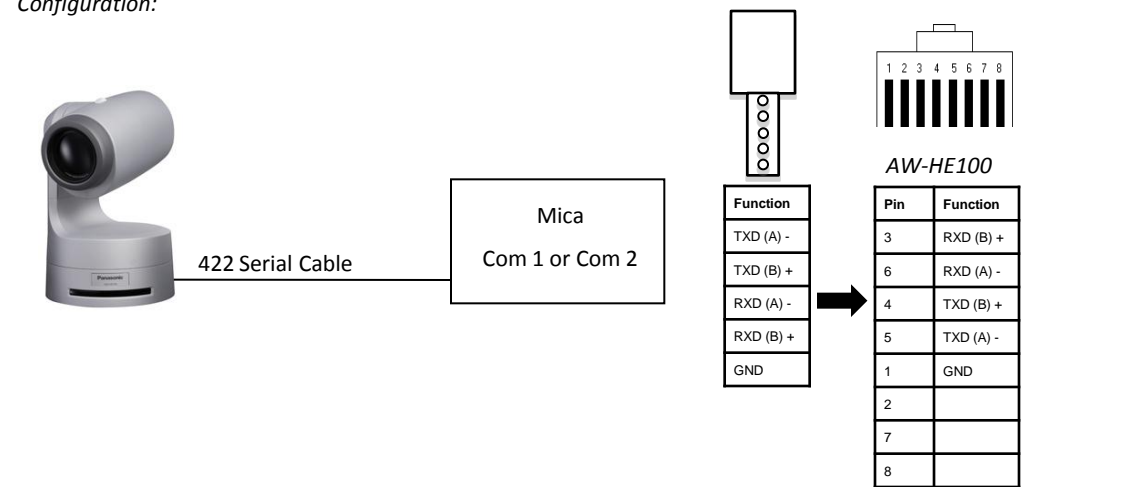 Configuration:
Panasonic
422 Serial Cable
Mica
Com 1 or Com 2
Function
TXD (A) -
TXD (B) +
RXD (A) -
RXD (B) +
GND
1 2 3 4 5 6 7 8
AW-HE100
Pin Function
3 RXD (B) +
6 RXD (A) -
4 TXD (B) +
5 TXD (A) -
1 GND
2
7
8